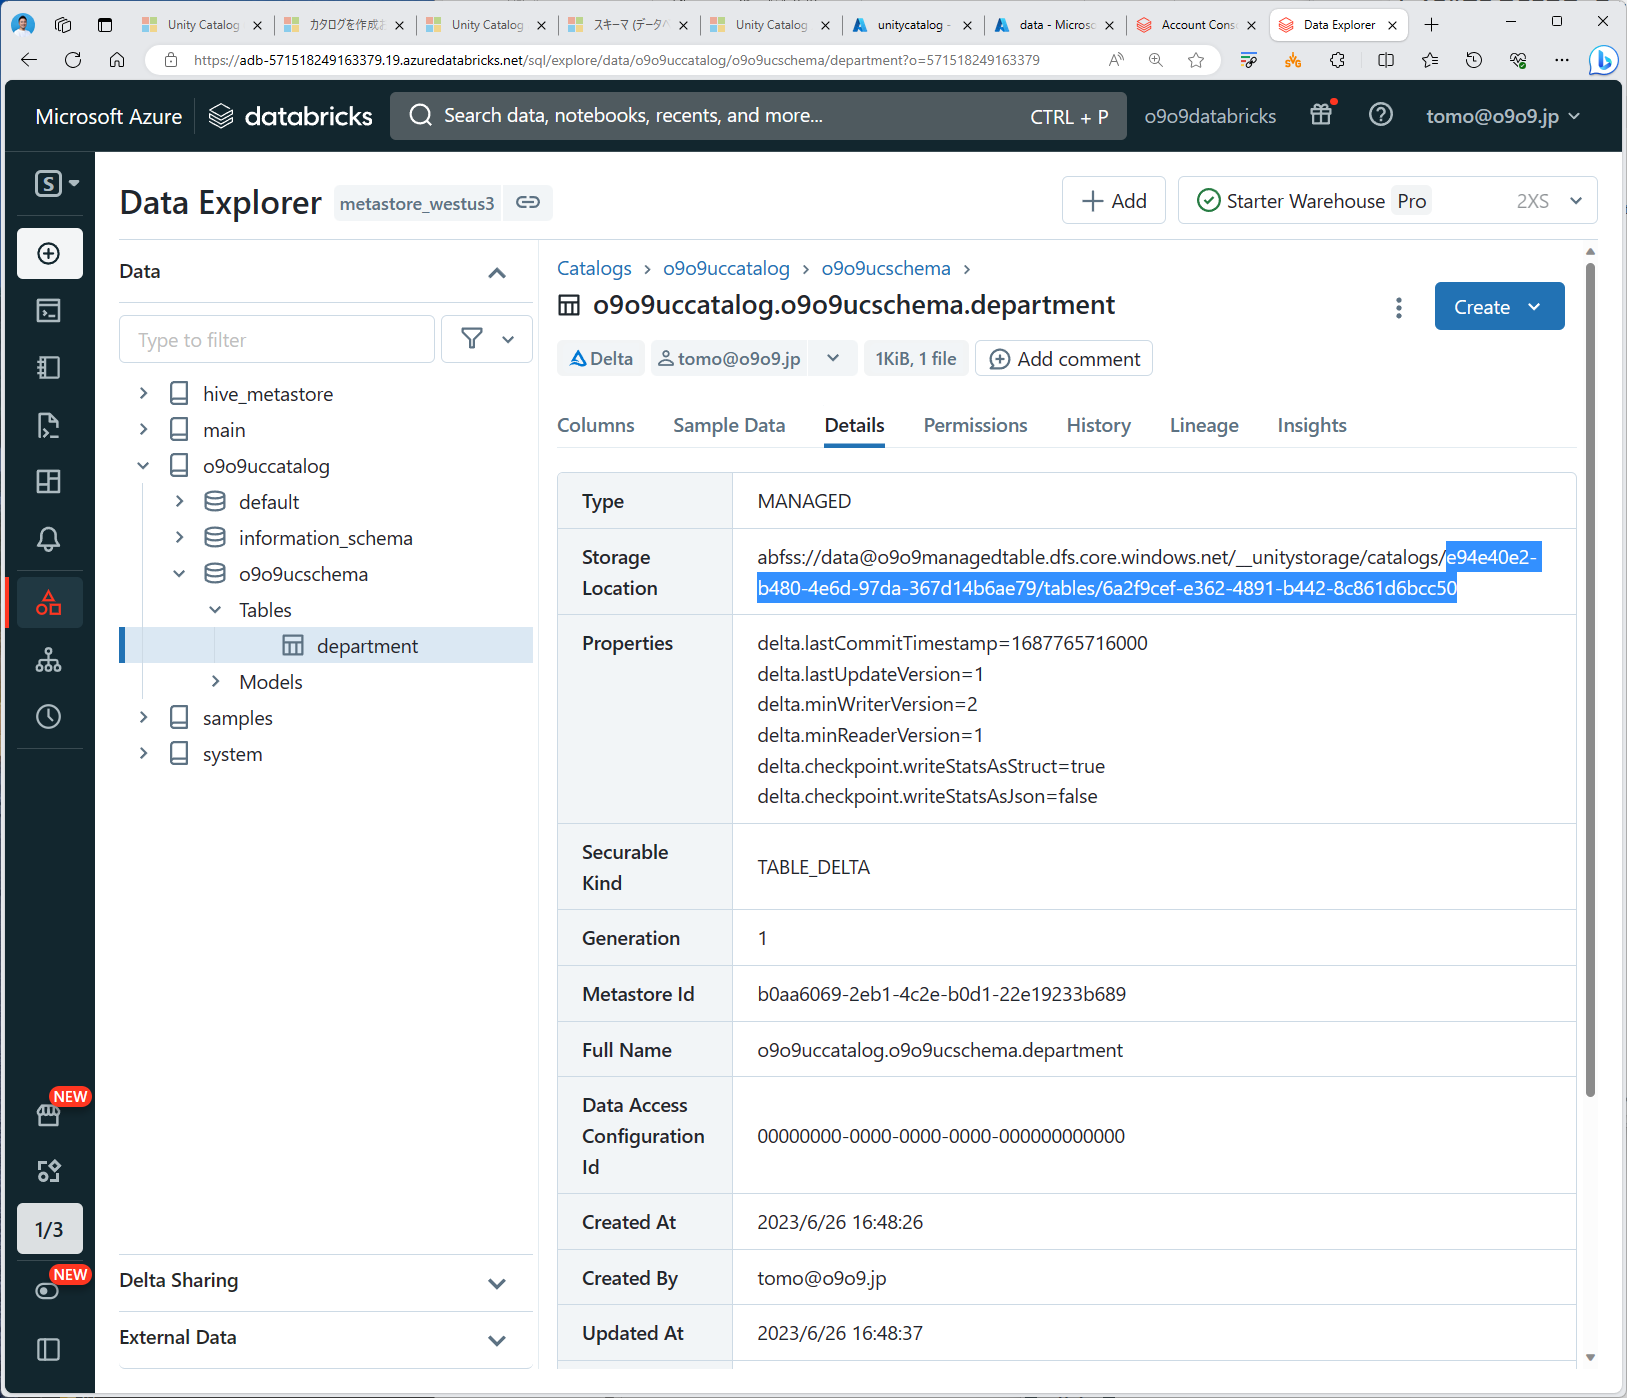 Unity Catalog
カタログを作成お
Unity Catalog
スキーマ (データベ
Unity Catalog
unitycatalog -
data - Microsc
Account Cons
Data Explorer
https://adb-571518249163379.19.azuredatabricks.net/sql/explore/data/o9o9uccatalog/o9o9ucschema/department?o=571518249163379
Microsoft Azure
databricks
Search data, notebooks, recents, and more...
CTRL + P
o9o9databricks
tomo@o9o9.jp
S
Data Explorer
metastore_westus3
Add
Starter Warehouse
Pro
2XS
Data
Type to filter
hive_metastore
main
o9o9uccatalog
default
information_schema
o9o9ucschema
Tables
department
Models
samples
system
Delta Sharing
External Data
NEW
1/3
NEW
Catalogs > o9o9uccatalog > o9o9ucschema >
o9o9uccatalog.o9o9ucschema.department
Create
Delta
tomo@o9o9.jp
1KiB, 1 file
Add comment
Columns
Sample Data
Details
Permissions
History
Lineage
Insights
Type
MANAGED
Storage
Location
abfss://data@o9o9managedtable.dfs.core.windows.net/__unitystorage/catalogs/e94e40e2-
b480-4e6d-97da-367d14b6ae79/tables/6a2f9cef-e362-4891-b442-8c861d6bcc50
Properties
delta.lastCommitTimestamp=1687765716000
delta.lastUpdateVersion=1
delta.minWriterVersion=2
delta.minReaderVersion=1
delta.checkpoint.writeStatsAsStruct=true
delta.checkpoint.writeStatsAsJson=false
Securable
Kind
TABLE_DELTA
Generation
1
Metastore Id
b0aa6069-2eb1-4c2e-b0d1-22e19233b689
Full Name
o9o9uccatalog.o9o9ucschema.department
Data Access
Configuration
Id
00000000-0000-0000-0000-000000000000
Created At
2023/6/26 16:48:26
Created By
tomo@o9o9.jp
Updated At
2023/6/26 16:48:37